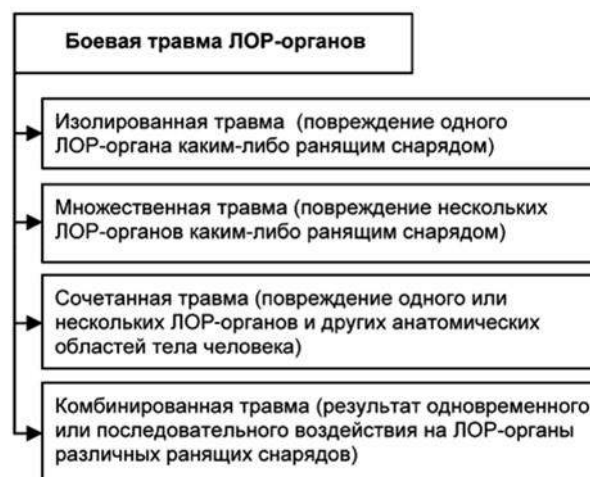 Боевая травма ЛОР-органов
Изолированная травма (повреждение одного
ЛОР-органа каким-либо ранящим снарядом)
Множественная травма (повреждение нескольких
ЛОР-органов каким-либо ранящим снарядом)
Сочетанная травма (повреждение одного или
нескольких ЛОР-органов и других анатомических
областей тела человека)
Комбинированная травма (результат одновременного
или последовательного воздействия на ЛОР-органы
различных ранящих снарядов)